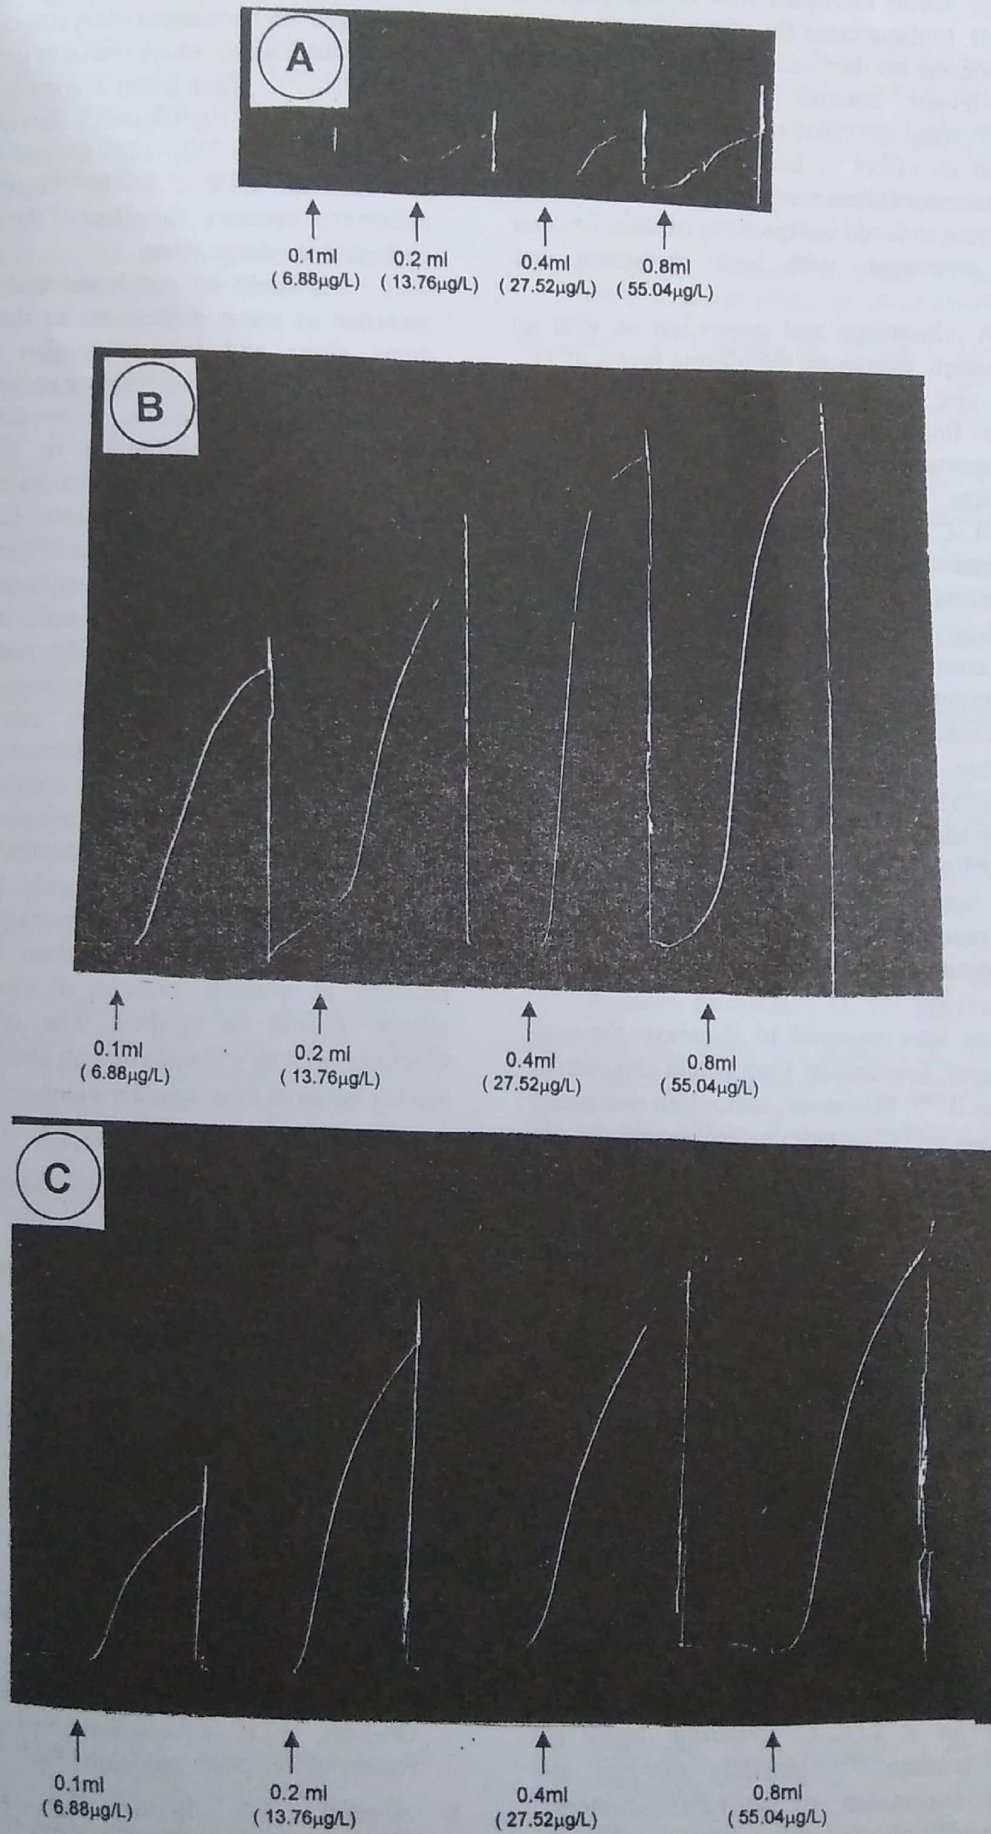 A
0.1ml
( 6.88µg/L)
0.2 ml
( 13.76µg/L)
0.4ml
( 27.52µg/L)
0.8ml
( 55.04µg/L)
B
0.1ml
( 6.88µg/L)
0.2 ml
( 13.76µg/L)
0.4ml
( 27.52µg/L)
0.8ml
( 55.04µg/L)
C
0.1ml
( 6.88µg/L)
0.2 ml
( 13.76µg/L)
0.4ml
( 27.52µg/L)
0.8ml
( 55.04µg/L)